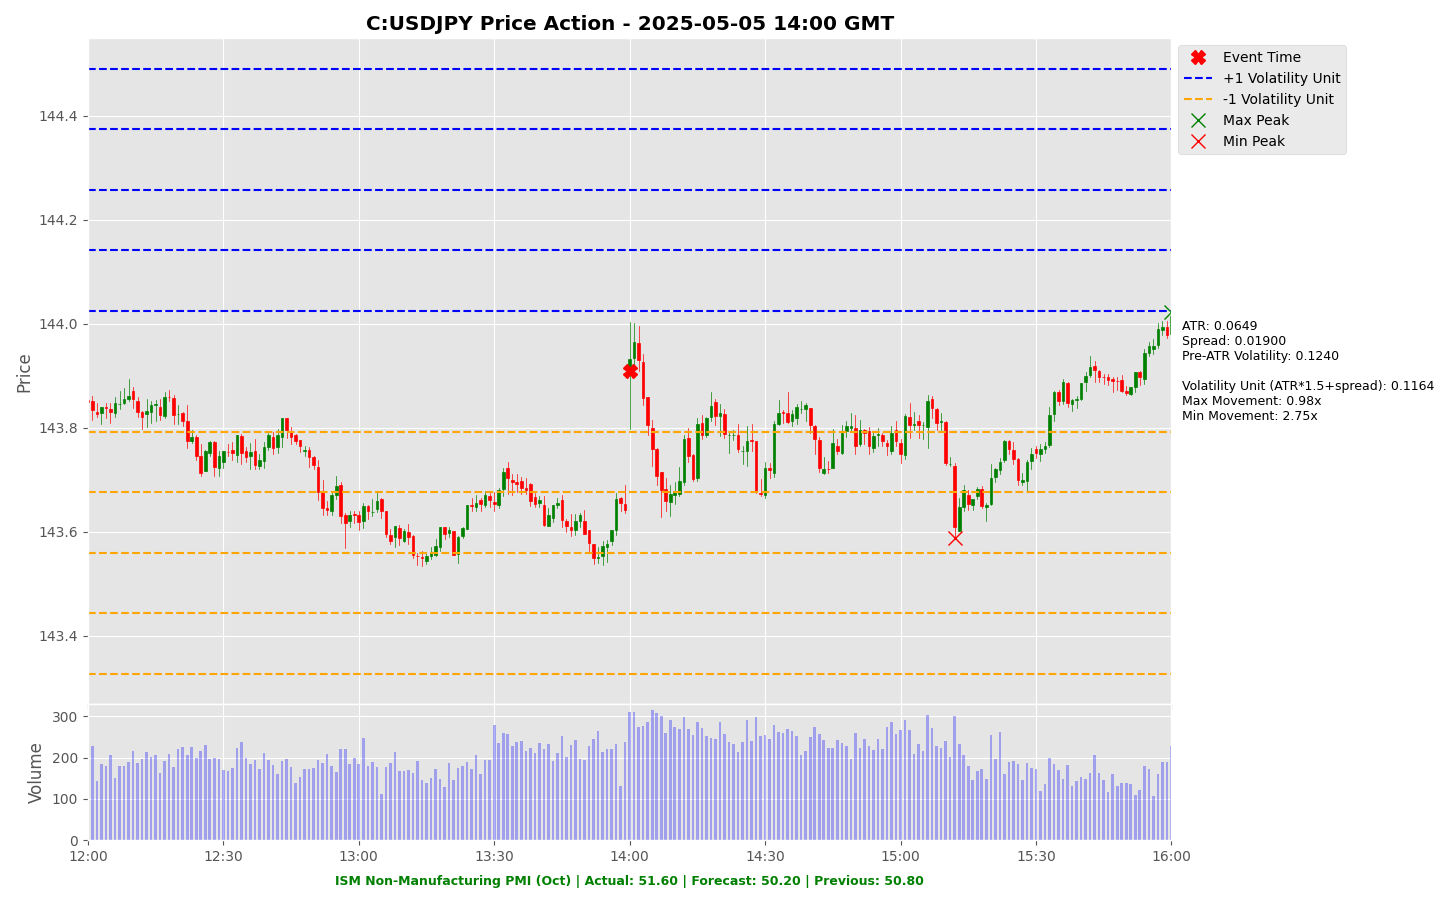 C:USDJPY Price Action - 2025-05-05 14:00 GMT
Event Time
+1 Volatility Unit
-1 Volatility Unit
Max Peak
Min Peak
Price
144.4
144.2
144.0
143.8
143.6
143.4
ATR: 0.0649
Spread: 0.01900
Pre-ATR Volatility: 0.1240
Volatility Unit (ATR*1.5+spread): 0.1164
Max Movement: 0.98x
Min Movement: 2.75x
Volume
300
200
100
0
12:00 12:30 13:00 13:30 14:00 14:30 15:00 15:30 16:00
ISM Non-Manufacturing PMI (Oct) | Actual: 51.60 | Forecast: 50.20 | Previous: 50.80